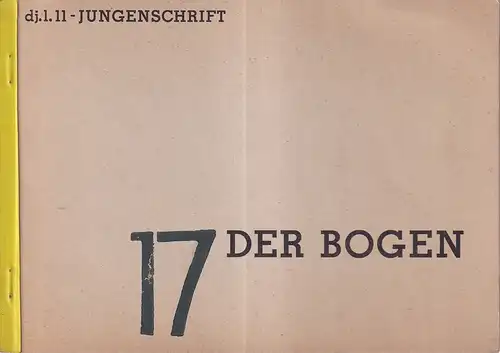 dj.1.11 - JUNGENSCHRIFT
17 DER BOGEN